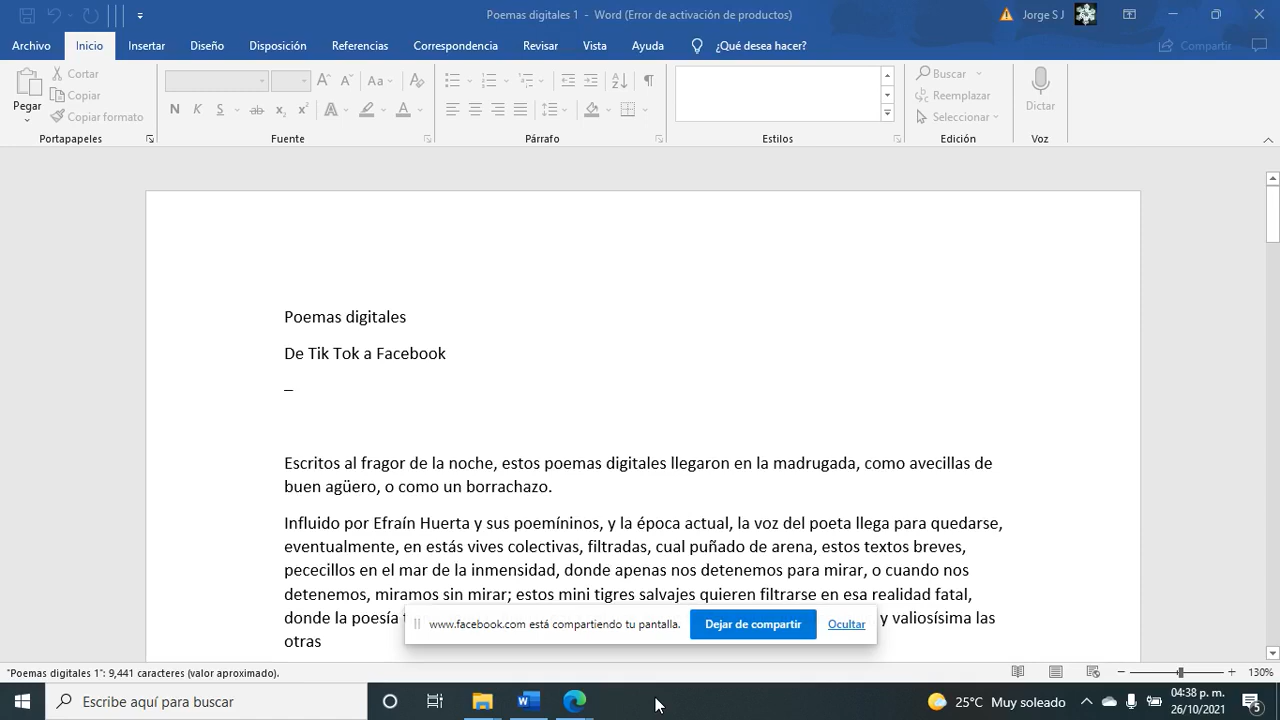 Poemas digitales 1 - Word (Error de activación de productos)
Jorge S J
Archivo Inicio Insertar Diseño Disposición Referencias Correspondencia Revisar Vista Ayuda ¿Qué desea hacer? Compartir
Pegar
Cortar
Copiar
Copiar formato
Portapapeles
Aa
N K S ab x₂ x² A A
Fuente
Párrafo
Estilos
Buscar
Reemplazar
Seleccionar
Edición
Dictar
Voz
Poemas digitales
De Tik Tok a Facebook
_
Escritos al fragor de la noche, estos poemas digitales llegaron en la madrugada, como avecillas de
buen agüero, o como un borrachazo.
Influido por Efraín Huerta y sus poemíninos, y la época actual, la voz del poeta llega para quedarse,
eventualmente, en estás vives colectivas, filtradas, cual puñado de arena, estos textos breves,
pececillos en el mar de la inmensidad, donde apenas nos detenemos para mirar, o cuando nos
detenemos, miramos sin mirar; estos mini tigres salvajes quieren filtrarse en esa realidad fatal,
donde la poesía y valiosísima las
otras
www.facebook.com está compartiendo tu pantalla. Dejar de compartir Ocultar
"Poemas digitales 1": 9,441 caracteres (valor aproximado). 130%
Escribe aquí para buscar
25°C Muy soleado
04:38 p. m.
26/10/2021
5